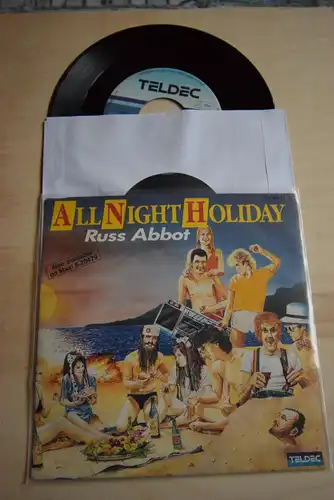 TELDEC
ALL NIGHT HOLIDAY
Russ Abbot
TELDEC